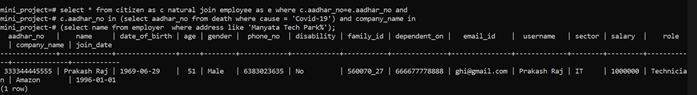 mini_project=# select * from citizen as c natural join employee as e where c.aadhar_no=e.aadhar_no and
mini_project-# c.aadhar_no in (select aadhar_no from death where cause = 'Covid-19') and company_name in
mini_project-# (select name from employer  where address like 'Manyata Tech Park%');
  aadhar_no   |     name     | date_of_birth | age | gender |  phone_no  | disability | family_id | dependent_on |   email_id    |   username   | sector | salary  |   role
  | company_name | join_date
333344445555 | Prakash Raj | 1969-06-29    |  51 | Male   | 6383023635 | No         | 560070_27 | 666677778888 | ghi@gmail.com | Prakash Raj | IT     | 1000000 | Technicia
n | Amazon       | 1996-01-01
(1 row)